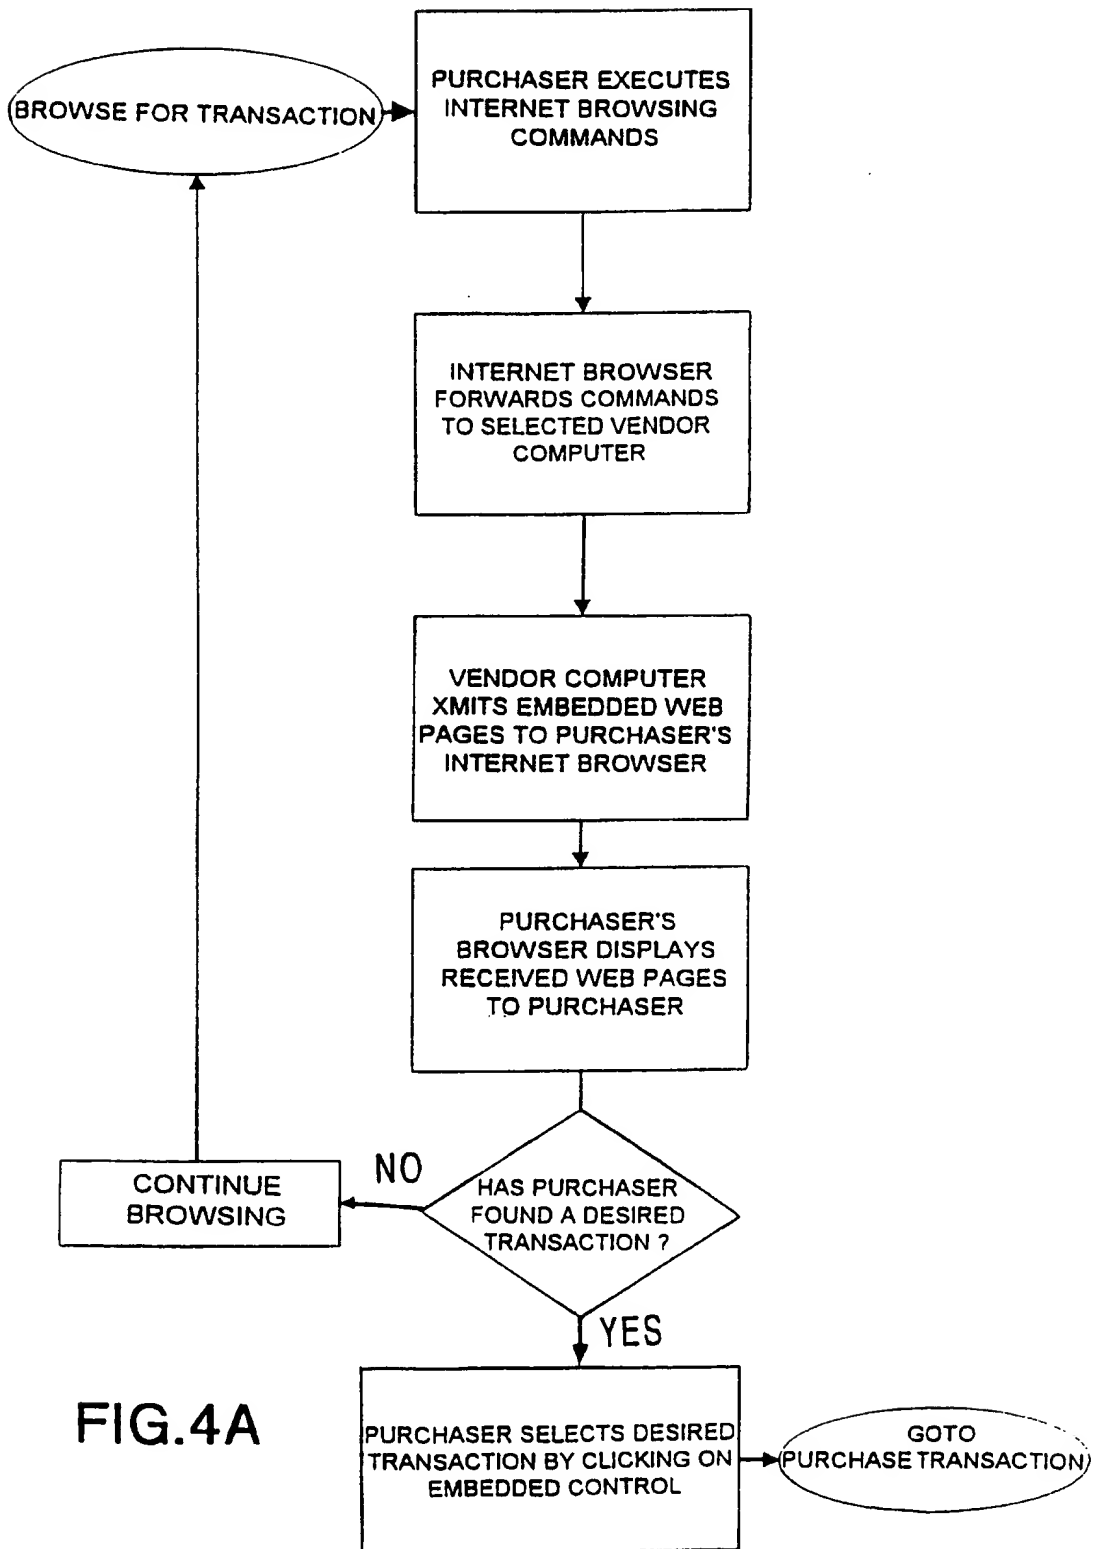 BROWSE FOR TRANSACTION
PURCHASER EXECUTES
INTERNET BROWSING
COMMANDS
INTERNET BROWSER
FORWARDS COMMANDS
TO SELECTED VENDOR
COMPUTER
VENDOR COMPUTER
XMITS EMBEDDED WEB
PAGES TO PURCHASER'S
INTERNET BROWSER
PURCHASER'S
BROWSER DISPLAYS
RECEIVED WEB PAGES
TO PURCHASER
HAS PURCHASER
FOUND A DESIRED
TRANSACTION ?
NO
CONTINUE
BROWSING
YES
PURCHASER SELECTS DESIRED
TRANSACTION BY CLICKING ON
EMBEDDED CONTROL
GOTO
PURCHASE TRANSACTION
FIG.4A